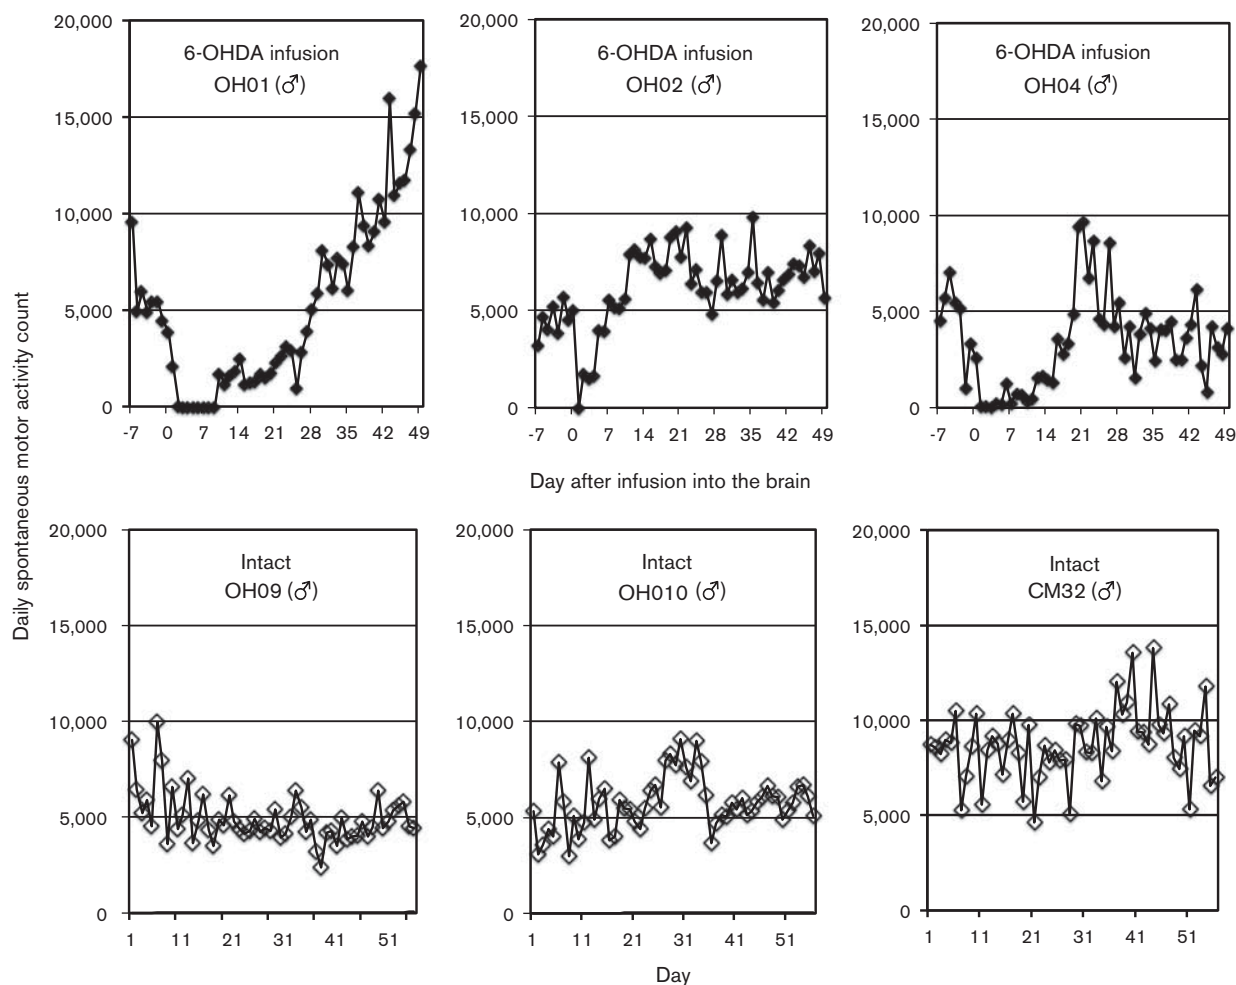 Daily spontaneous motor activity count
20,000
15,000
10,000
5,000
0
6-OHDA infusion
OH01 (♂)
-7 0 7 14 21 28 35 42 49
20,000
15,000
10,000
5,000
0
6-OHDA infusion
OH02 (♂)
-7 0 7 14 21 28 35 42 49
20,000
15,000
10,000
5,000
0
6-OHDA infusion
OH04 (♂)
-7 0 7 14 21 28 35 42 49
Day after infusion into the brain
20,000
15,000
10,000
5,000
0
Intact
OH09 (♂)
1 11 21 31 41 51
20,000
15,000
10,000
5,000
0
Intact
OH010 (♂)
1 11 21 31 41 51
20,000
15,000
10,000
5,000
0
Intact
CM32 (♂)
1 11 21 31 41 51
Day